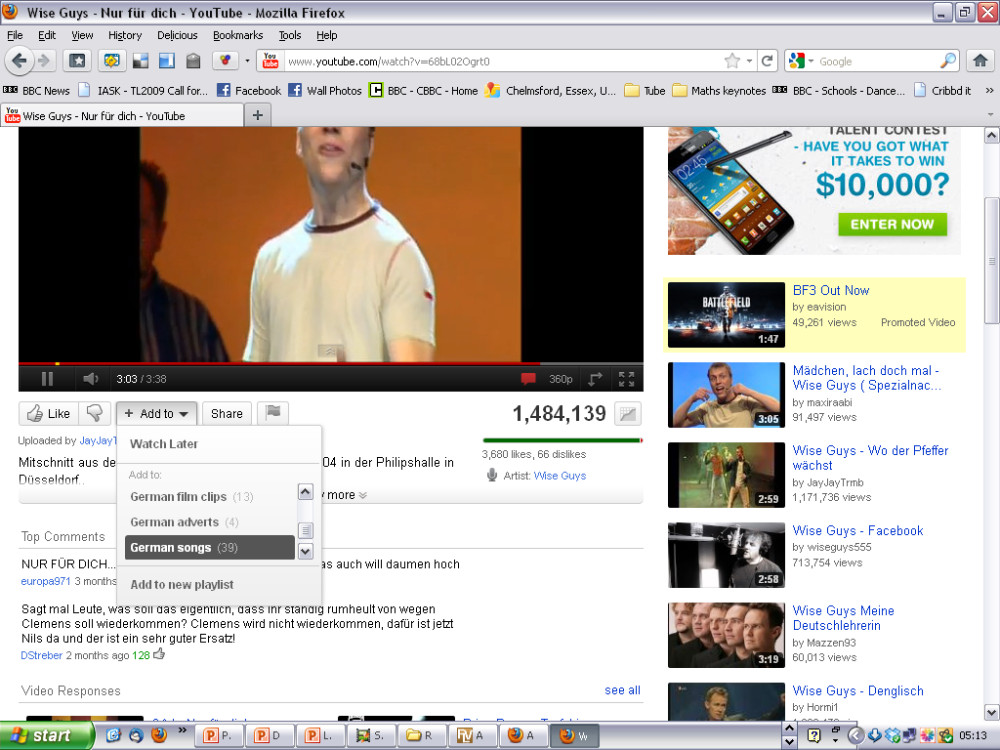 Wise Guys - Nur für dich - YouTube - Mozilla Firefox
File Edit View History Delicious Bookmarks Tools Help
You Tube www.youtube.com/watch?v=68bL02Ogrt0 Google
BBC BBC News IASK - TL2009 Call for... Facebook Wall Photos BBC - CBBC - Home Chelmsford, Essex, U... Tube Maths keynotes BBC BBC - Schools - Dance... Cribbd it »
Wise Guys - Nur für dich - YouTube
TALENT CONTEST
- HAVE YOU GOT WHAT
IT TAKES TO WIN
$10,000?
ENTER NOW
02:45
3:03 / 3:38 360p
Like + Add to Share 1,484,139
Uploaded by JayJayT
Mitschnitt aus de
04 in der Philipshalle in
Düsseldorf..
more
3,680 likes, 66 dislikes
Artist: Wise Guys
Watch Later
Add to:
German film clips (13)
German adverts (4)
German songs (39)
Add to new playlist
Top Comments
NUR FÜR DICH...
as auch will daumen hoch
europa971 3 months
Sagt mal Leute, was soll das eigentlich, dass ihr ständig rumheult von wegen
Clemens soll wiederkommen? Clemens wird nicht wiederkommen, dafür ist jetzt
Nils da und der ist ein sehr guter Ersatz!
DStreber 2 months ago 128
Video Responses see all
BATTLEFIELD 3
1:47
BF3 Out Now
by eavision
49,261 views Promoted Video
3:05
Mädchen, lach doch mal -
Wise Guys ( Spezialnac...
by maxiraabi
91,497 views
2:59
Wise Guys - Wo der Pfeffer
wächst
by JayJayTrmb
1,171,736 views
2:58
Wise Guys - Facebook
by wiseguys555
713,754 views
3:19
Wise Guys Meine
Deutschlehrerin
by Mazzen93
60,013 views
Wise Guys - Denglisch
by Hormi1
start » P. D L. S. R A A W 05:13